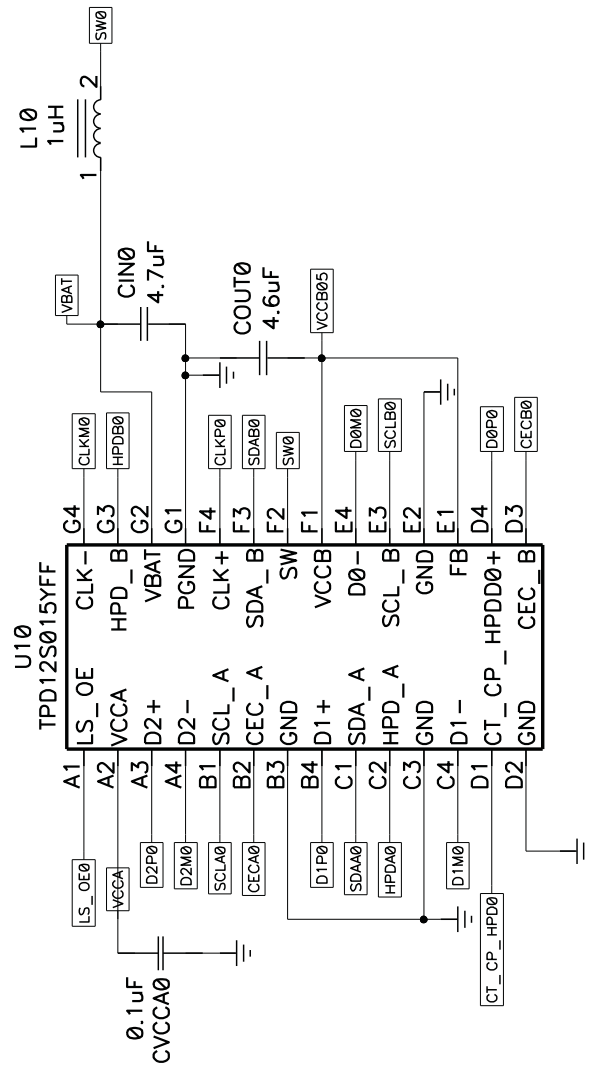 SW0
L10
1uH
1
2
VBAT
CIN0
4.7uF
COUT0
4.6uF
VCCB05
CLKM0
HPDB0
CLKP0
SDAB0
SW0
D0M0
SCLB0
D0P0
CECB0
G4
G3
G2
G1
F4
F3
F2
F1
E4
E3
E2
E1
D4
D3
U10
TPD12S015YFF
CLK-
HPD_B
VBAT
PGND
CLK+
SDA_B
SW
VCCB
D0-
SCL_B
GND
FB
HPDD0+
CEC_B
LS_OE
VCCA
D2+
D2-
SCL_A
CEC_A
GND
D1+
SDA_A
HPD_A
GND
D1-
CT_CP_
GND
A1
A2
A3
A4
B1
B2
B3
B4
C1
C2
C3
C4
D1
D2
LS_OE0
VCCA
D2P0
D2M0
SCLA0
CECA0
D1P0
SDAA0
HPDA0
D1M0
CT_CP_HPD0
0.1uF
CVCCA0